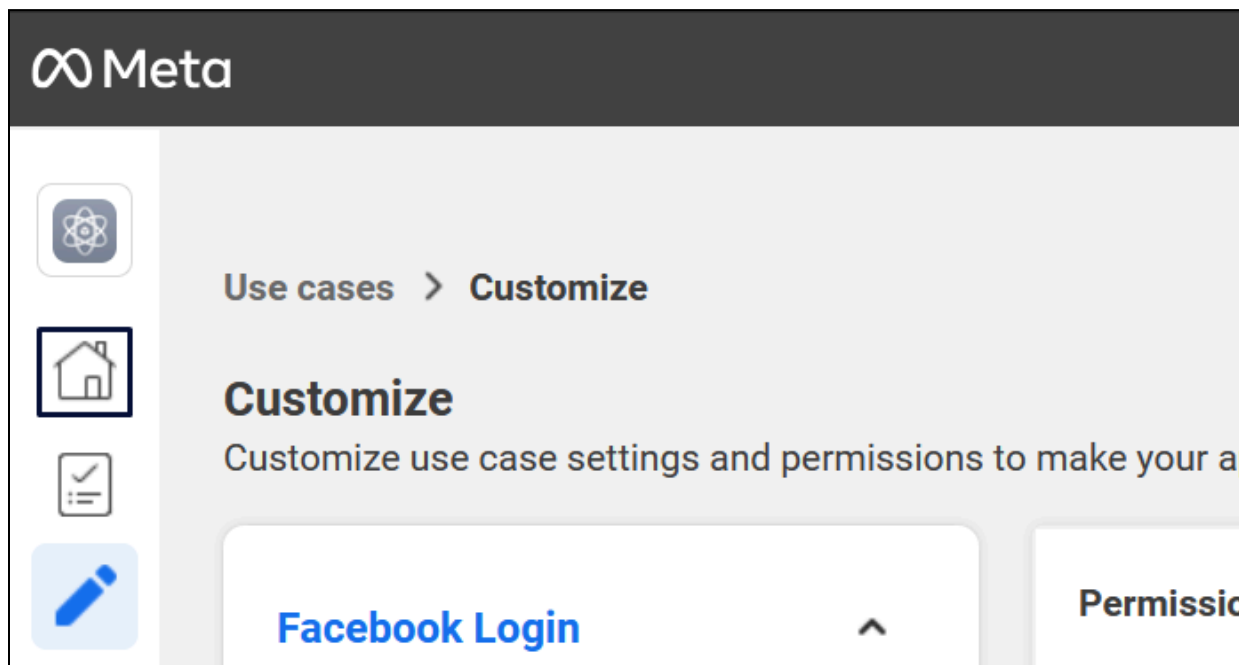 Meta
Use cases > Customize
Customize
Customize use case settings and permissions to make your a
Facebook Login
Permissio